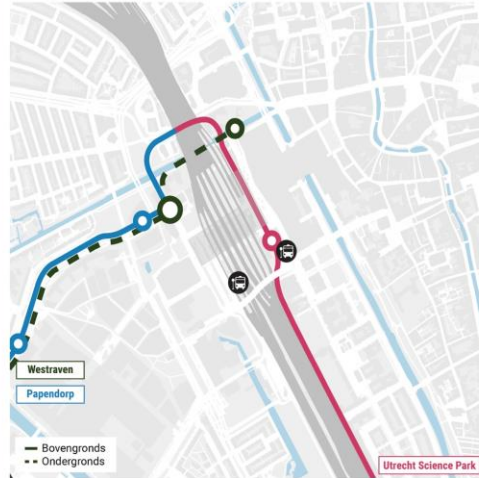 Westraven
Papendorp
Bovengronds
Ondergronds
Utrecht Science Park